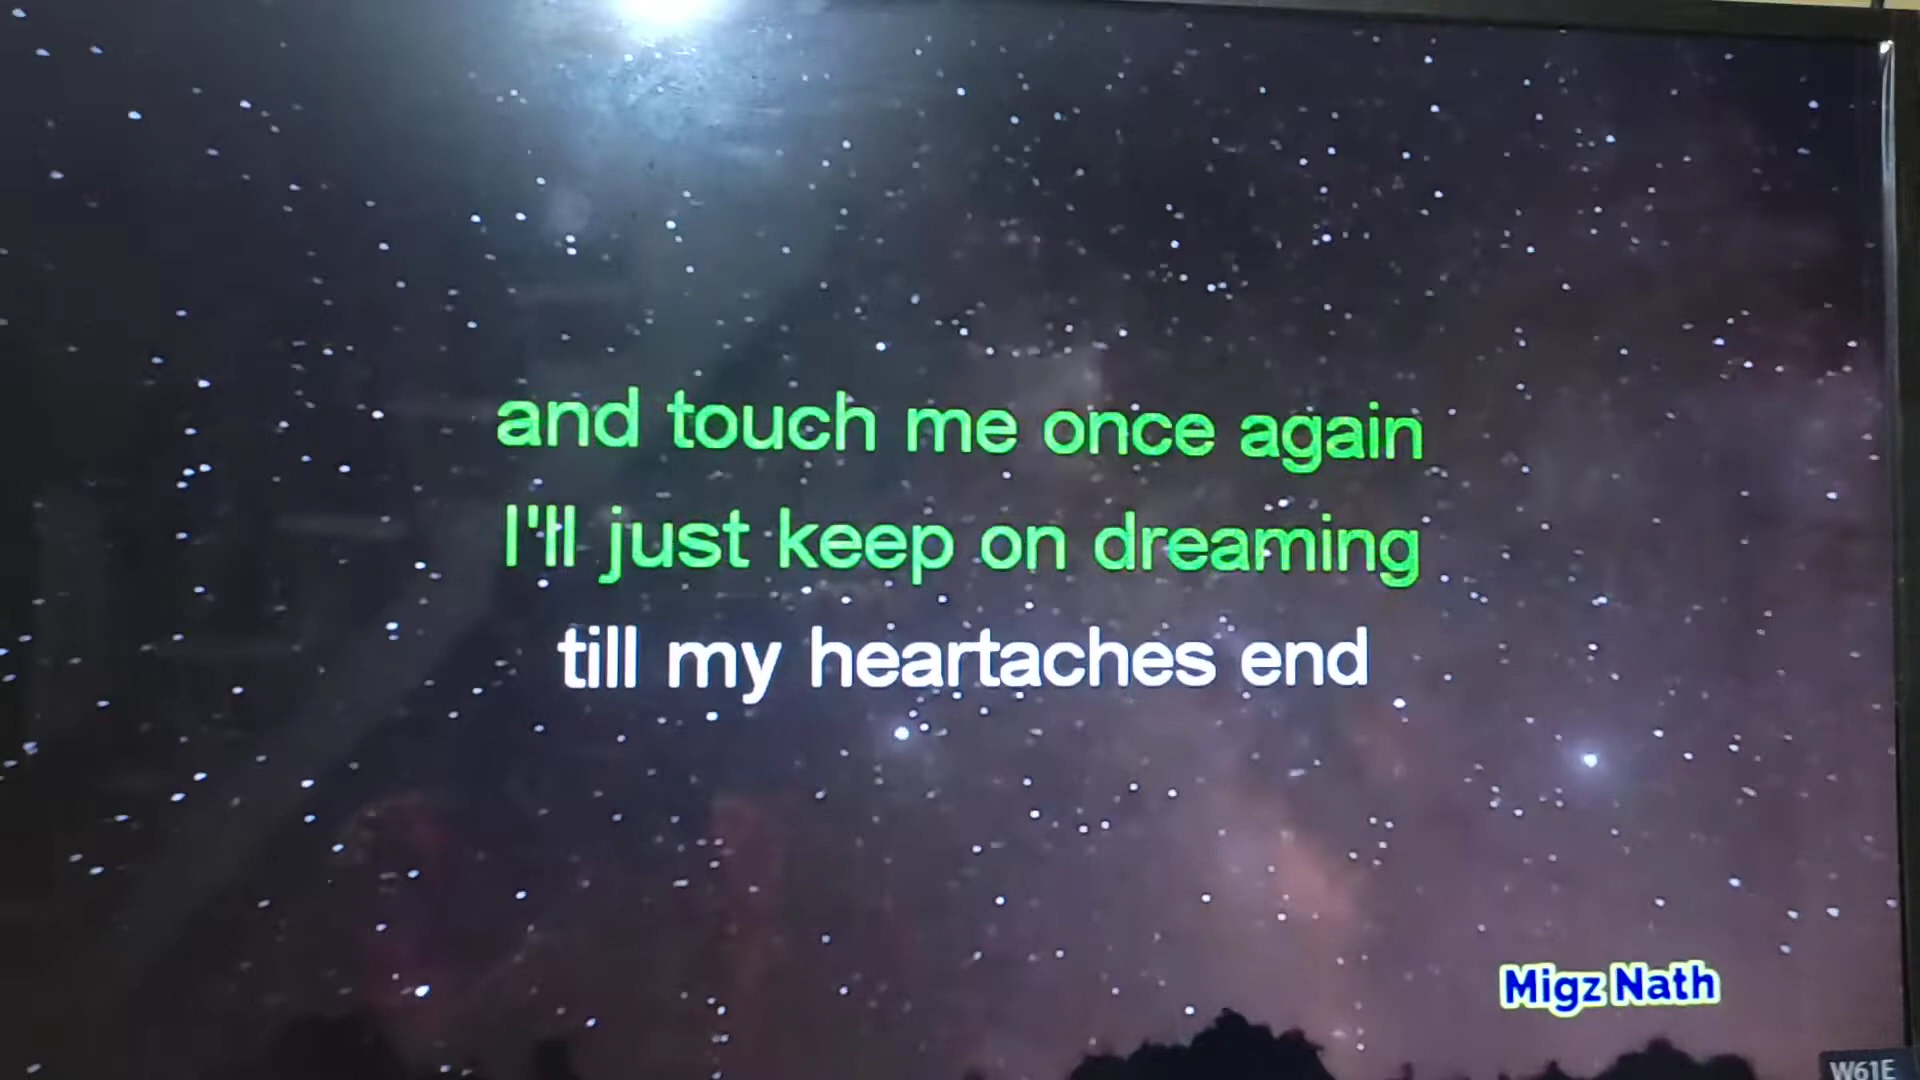 and touch me once again
I'll just keep on dreaming
till my heartaches end
Migz Nath
W61E